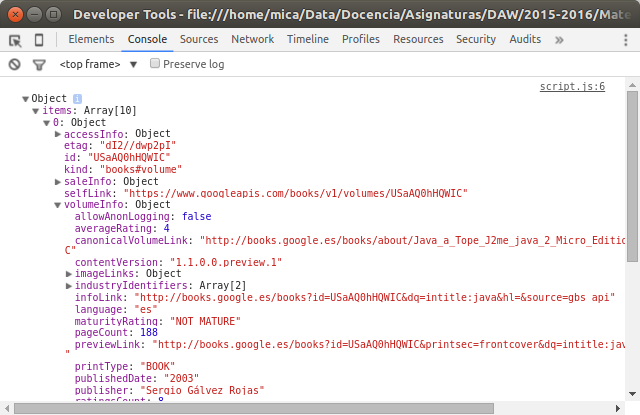 Developer Tools - file:///home/mica/Data/Docencia/Asignaturas/DAW/2015-2016/Mate
Elements Console Sources Network Timeline Profiles Resources Security Audits »
<top frame> ▼ Preserve log
script.js:6
▼Object i
▼items: Array[10]
▼0: Object
▶accessInfo: Object
etag: "dI2//dwp2pI"
id: "USaAQ0hHQWIC"
kind: "books#volume"
▶saleInfo: Object
selfLink: "https://www.googleapis.com/books/v1/volumes/USaAQ0hHQWIC"
▼volumeInfo: Object
allowAnonLogging: false
averageRating: 4
canonicalVolumeLink: "http://books.google.es/books/about/Java_a_Tope_J2me_java_2_Micro_Editio
C"
contentVersion: "1.1.0.0.preview.1"
▶imageLinks: Object
▶industryIdentifiers: Array[2]
infoLink: "http://books.google.es/books?id=USaAQ0hHQWIC&dq=intitle:java&hl=&source=gbs_api"
language: "es"
maturityRating: "NOT_MATURE"
pageCount: 188
previewLink: "http://books.google.es/books?id=USaAQ0hHQWIC&printsec=frontcover&dq=intitle:jav
"
printType: "BOOK"
publishedDate: "2003"
publisher: "Sergio Gálvez Rojas"
ratingsCount: 8